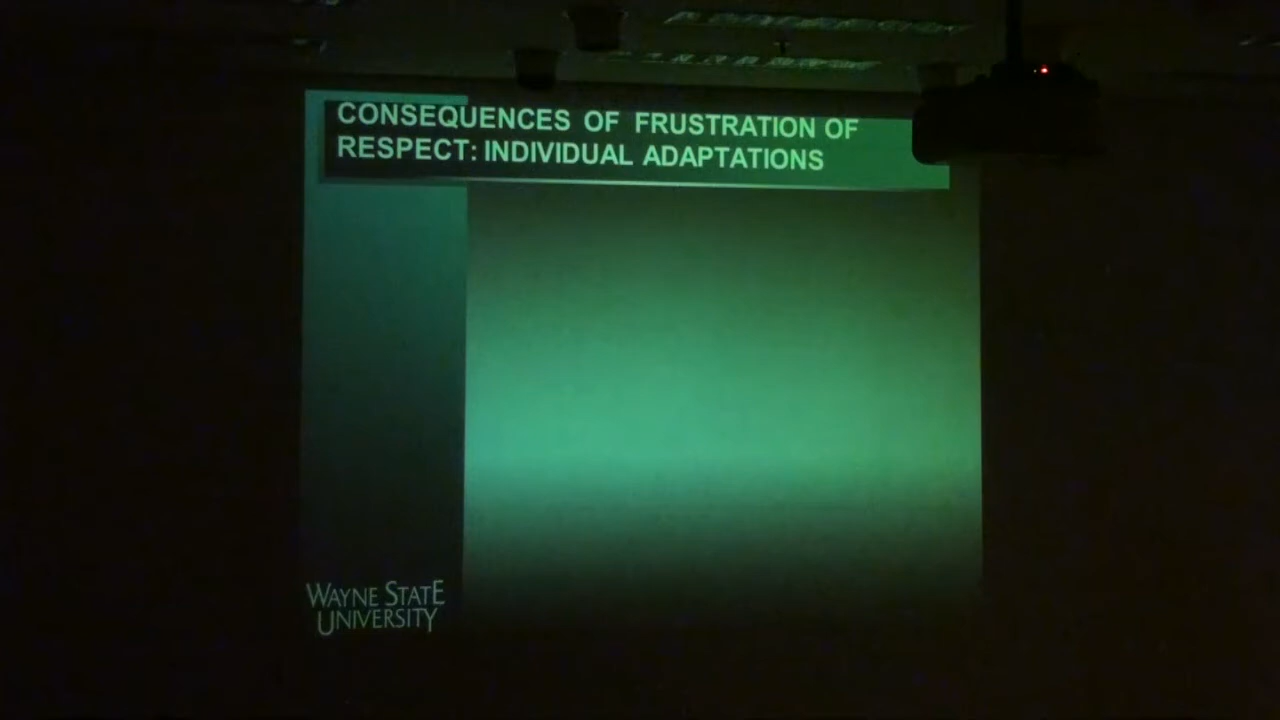 CONSEQUENCES OF FRUSTRATION OF
RESPECT: INDIVIDUAL ADAPTATIONS
WAYNE STATE
UNIVERSITY